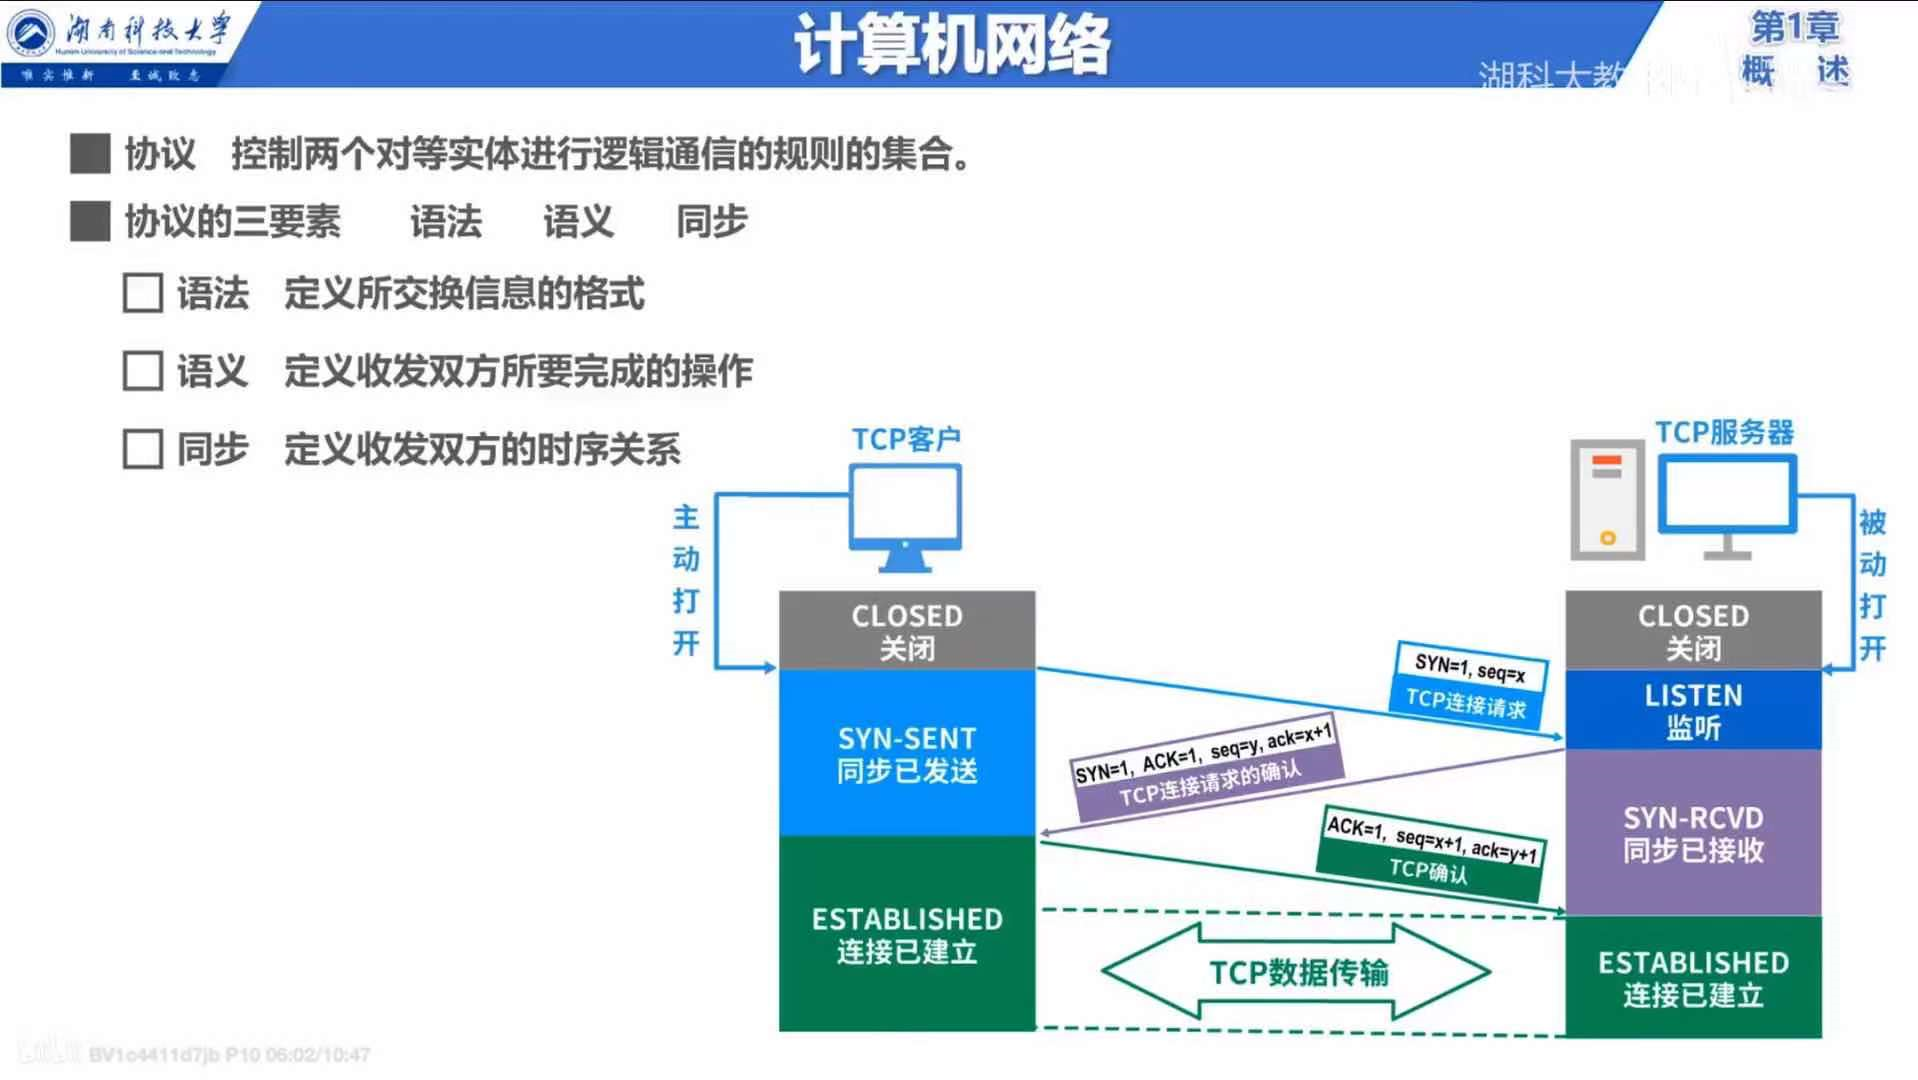 湖南科技大学
Hunan University of Science and Technology
唯实惟新 至诚致志
计算机网络
第1章
概 述
湖科大教
协议 控制两个对等实体进行逻辑通信的规则的集合。
协议的三要素 语法 语义 同步
语法 定义所交换信息的格式
语义 定义收发双方所要完成的操作
同步 定义收发双方的时序关系
TCP客户
TCP服务器
主动打开
被动打开
CLOSED
关闭
CLOSED
关闭
SYN=1, seq=x
TCP连接请求
LISTEN
监听
SYN-SENT
同步已发送
SYN=1, ACK=1, seq=y, ack=x+1
TCP连接请求的确认
SYN-RCVD
同步已接收
ACK=1, seq=x+1, ack=y+1
TCP确认
ESTABLISHED
连接已建立
TCP数据传输
ESTABLISHED
连接已建立
BV1c4411d7jb P10 06:02/10:47